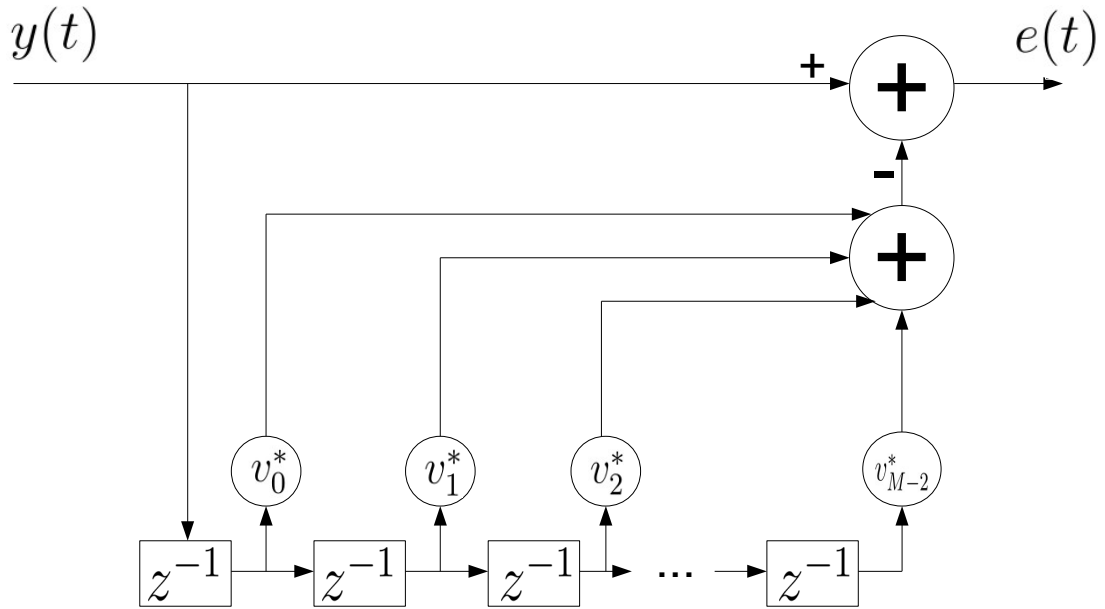 y(t)
e(t)
+
+
-
+
v_0^*
v_1^*
v_2^*
v_{M-2}^*
z^{-1}
z^{-1}
z^{-1}
...
z^{-1}